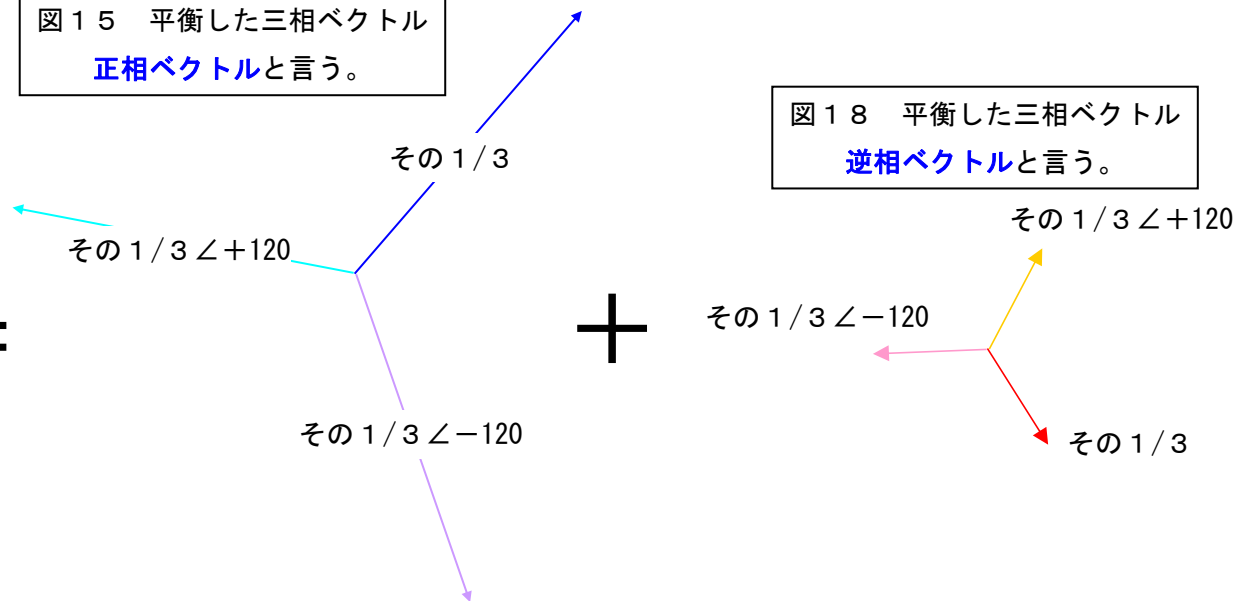 図１５　平衡した三相ベクトル
正相ベクトルと言う。
その１/３
その１/３∠＋120
その１/３∠－120
=
＋
図１８　平衡した三相ベクトル
逆相ベクトルと言う。
その１/３∠＋120
その１/３∠－120
その１/３